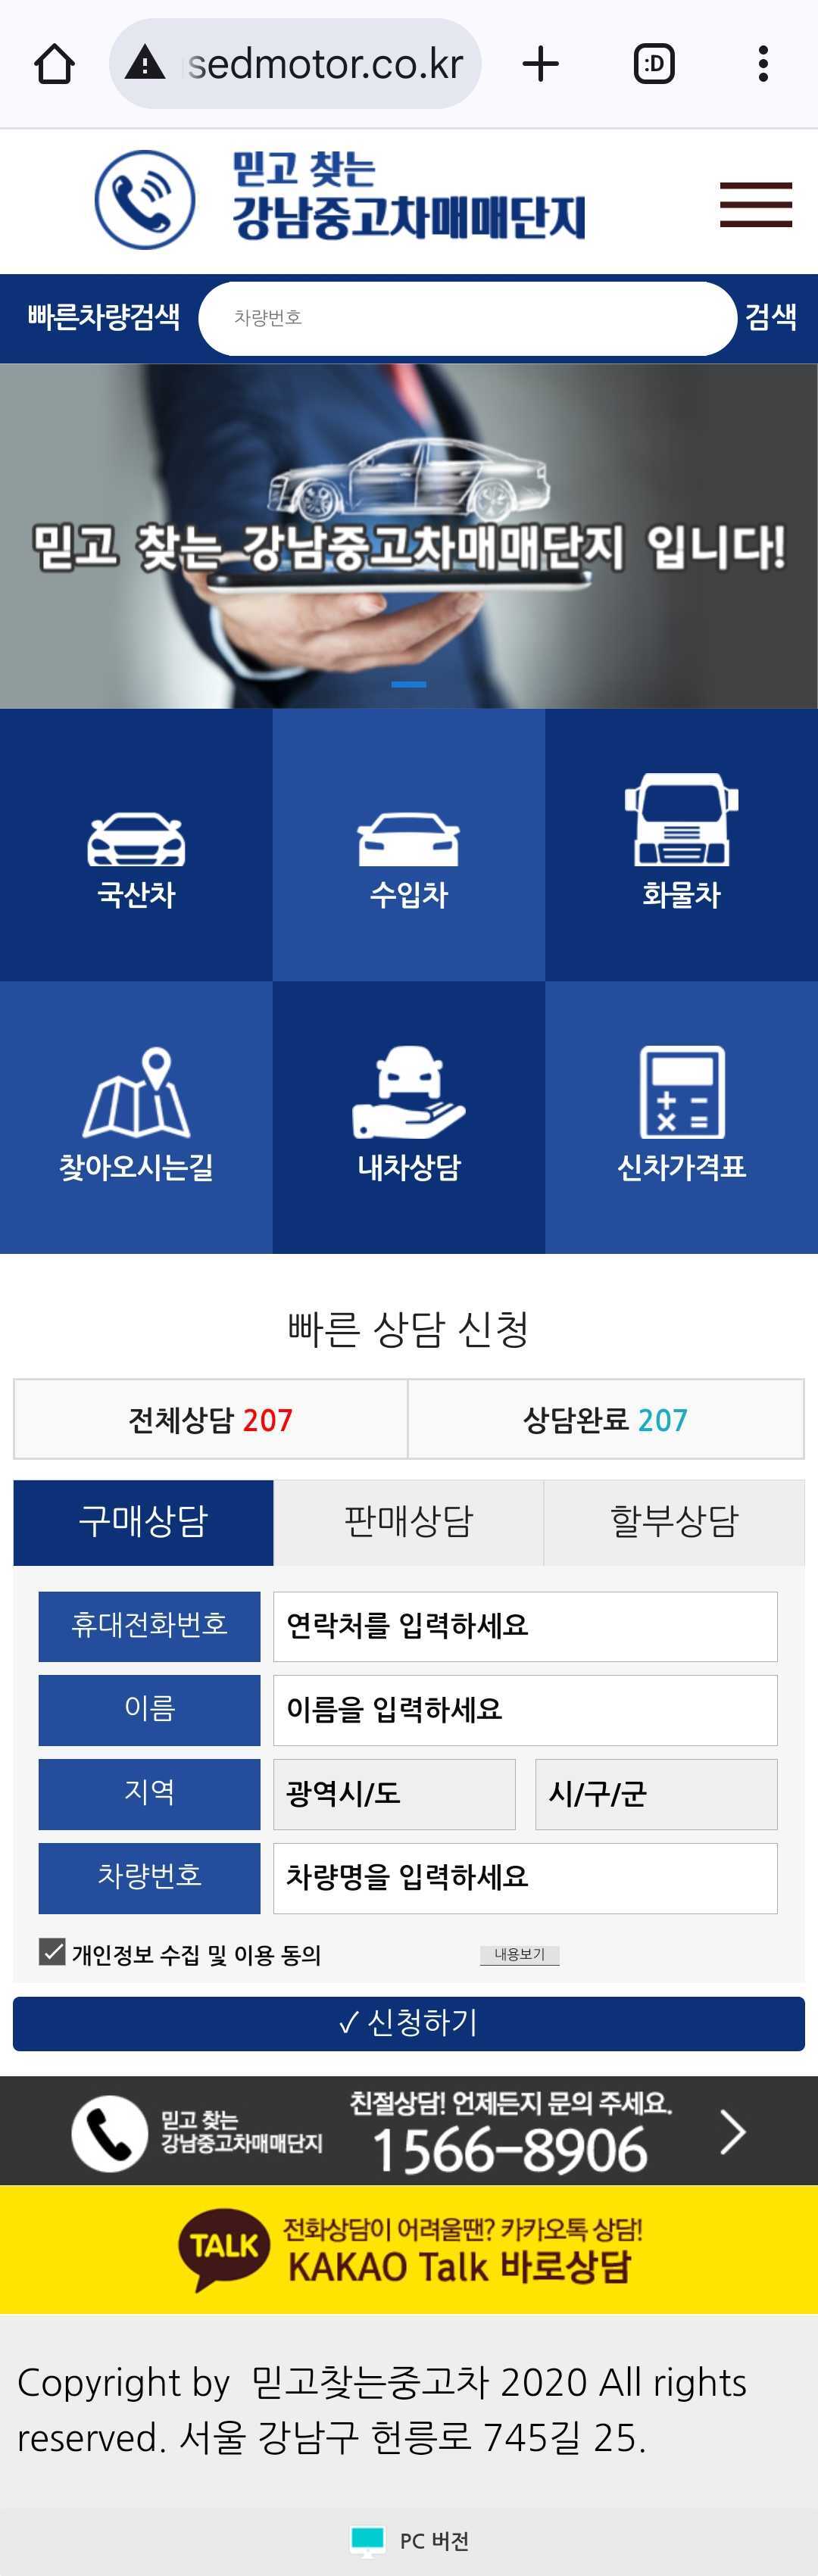 sedmotor.co.kr
:D
믿고 찾는
강남중고차매매단지
빠른차량검색
차량번호
검색
믿고 찾는 강남중고차매매단지 입니다!
국산차
수입차
화물차
찾아오시는길
내차상담
신차가격표
빠른 상담 신청
전체상담 207
상담완료 207
구매상담
판매상담
할부상담
휴대전화번호
연락처를 입력하세요
이름
이름을 입력하세요
지역
광역시/도
시/구/군
차량번호
차량명을 입력하세요
개인정보 수집 및 이용 동의
내용보기
✓ 신청하기
믿고 찾는
강남중고차매매단지
친절상담! 언제든지 문의 주세요.
1566-8906
TALK
전화상담이 어려울땐? 카카오톡 상담!
KAKAO Talk 바로상담
Copyright by 믿고찾는중고차 2020 All rights
reserved. 서울 강남구 헌릉로 745길 25.
PC 버전